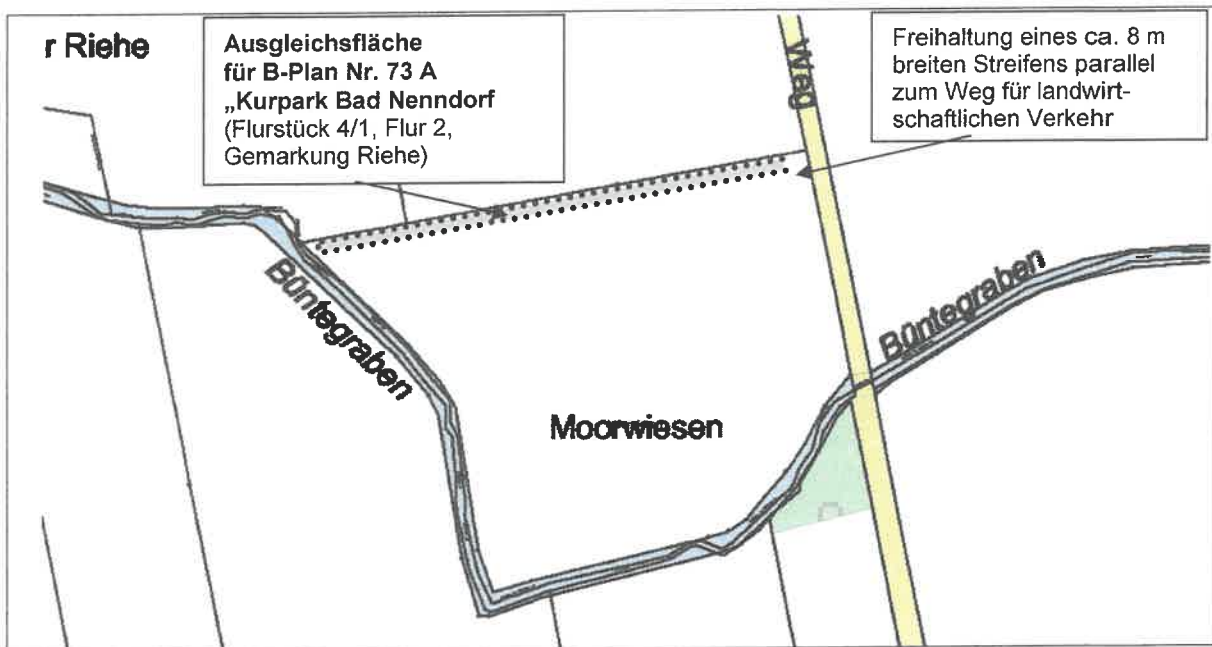 r Riehe
Ausgleichsfläche
für B-Plan Nr. 73 A
„Kurpark Bad Nenndorf
(Flurstück 4/1, Flur 2,
Gemarkung Riehe)
Weg
Freihaltung eines ca. 8 m
breiten Streifens parallel
zum Weg für landwirt-
schaftlichen Verkehr
Büntegraben
Büntegraben
Moorwiesen